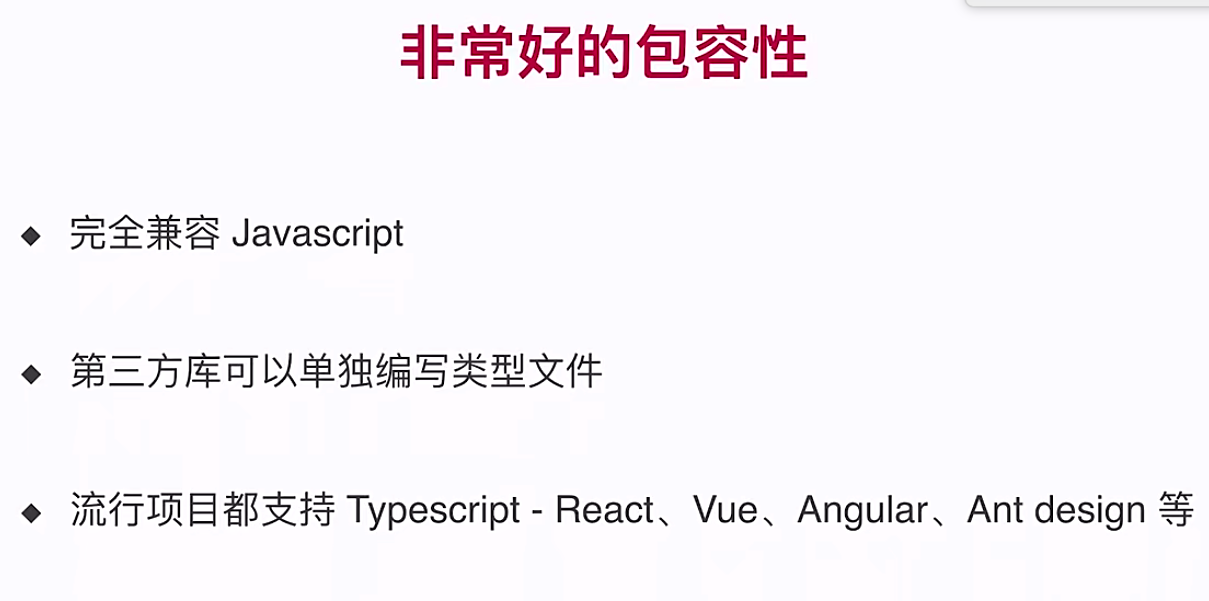 非常好的包容性
◆ 完全兼容 Javascript
◆ 第三方库可以单独编写类型文件
◆ 流行项目都支持 Typescript - React、Vue、Angular、Ant design 等